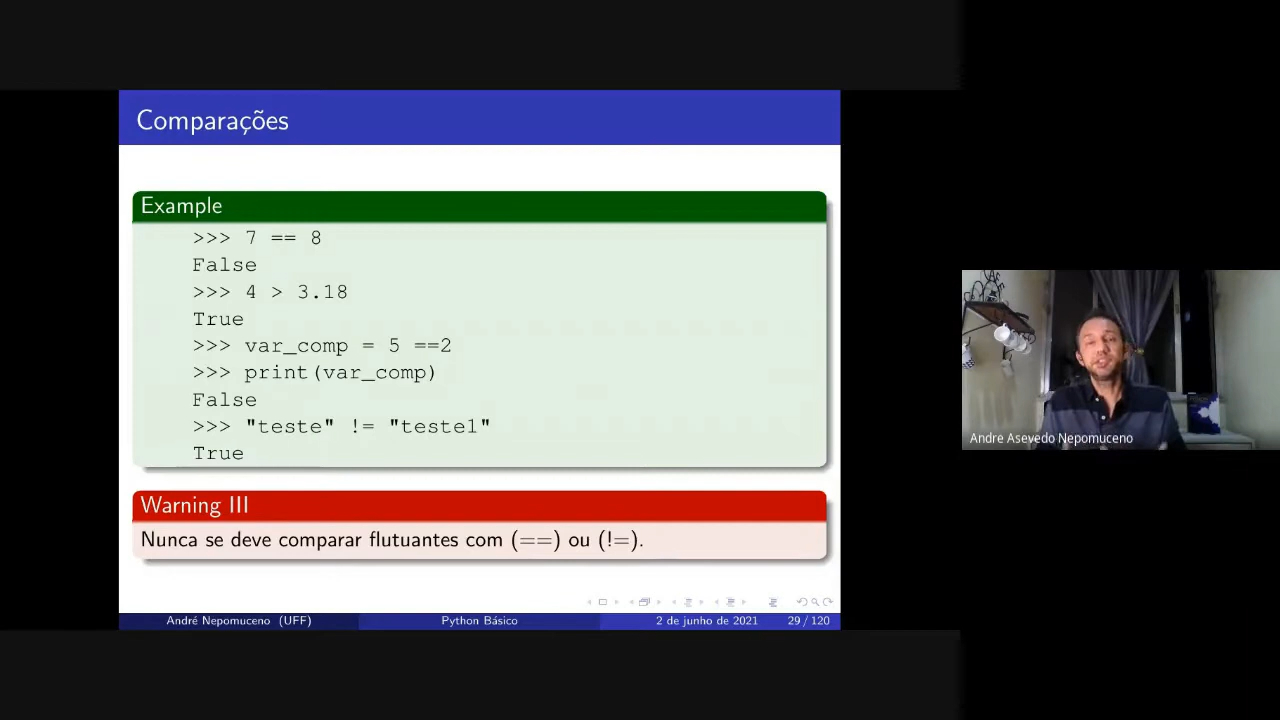 Comparações
Example
>>> 7 == 8
False
>>> 4 > 3.18
True
>>> var_comp = 5 ==2
>>> print(var_comp)
False
>>> "teste" != "teste1"
True
Warning III
Nunca se deve comparar flutuantes com (==) ou (!=).
André Nepomuceno (UFF) Python Básico 2 de junho de 2021 29 / 120
Andre Asevedo Nepomuceno